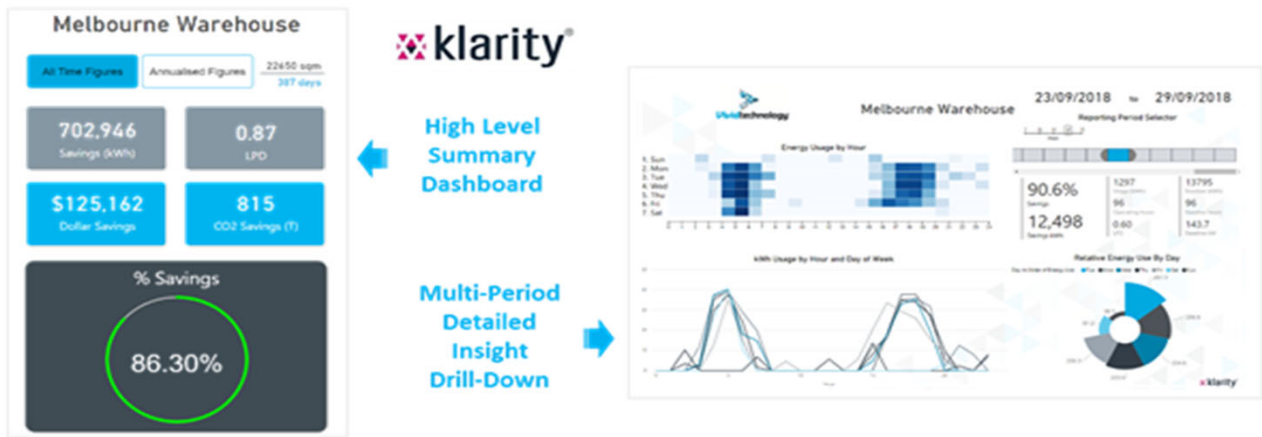 Melbourne Warehouse
All Time Figures
Annualised Figures
22650 sqm
387 days
702,946
Savings (kWh)
0.87
LPD
$125,162
Dollar Savings
815
CO2 Savings (T)
% Savings
86.30%
klarity®
High Level
Summary
Dashboard
Multi-Period
Detailed
Insight
Drill-Down
Vividtechnology
Melbourne Warehouse
23/09/2018 to 29/09/2018
Reporting Period Selector
Energy Usage by Hour
1. Sun
2. Mon
3. Tue
4. Wed
5. Thu
6. Fri
7. Sat
90.6%
Savings
12,498
Savings kWh
1297
96
0.60
LPD
13795
96
143.7
kWh Usage by Hour and Day of Week
Relative Energy Use By Day
klarity